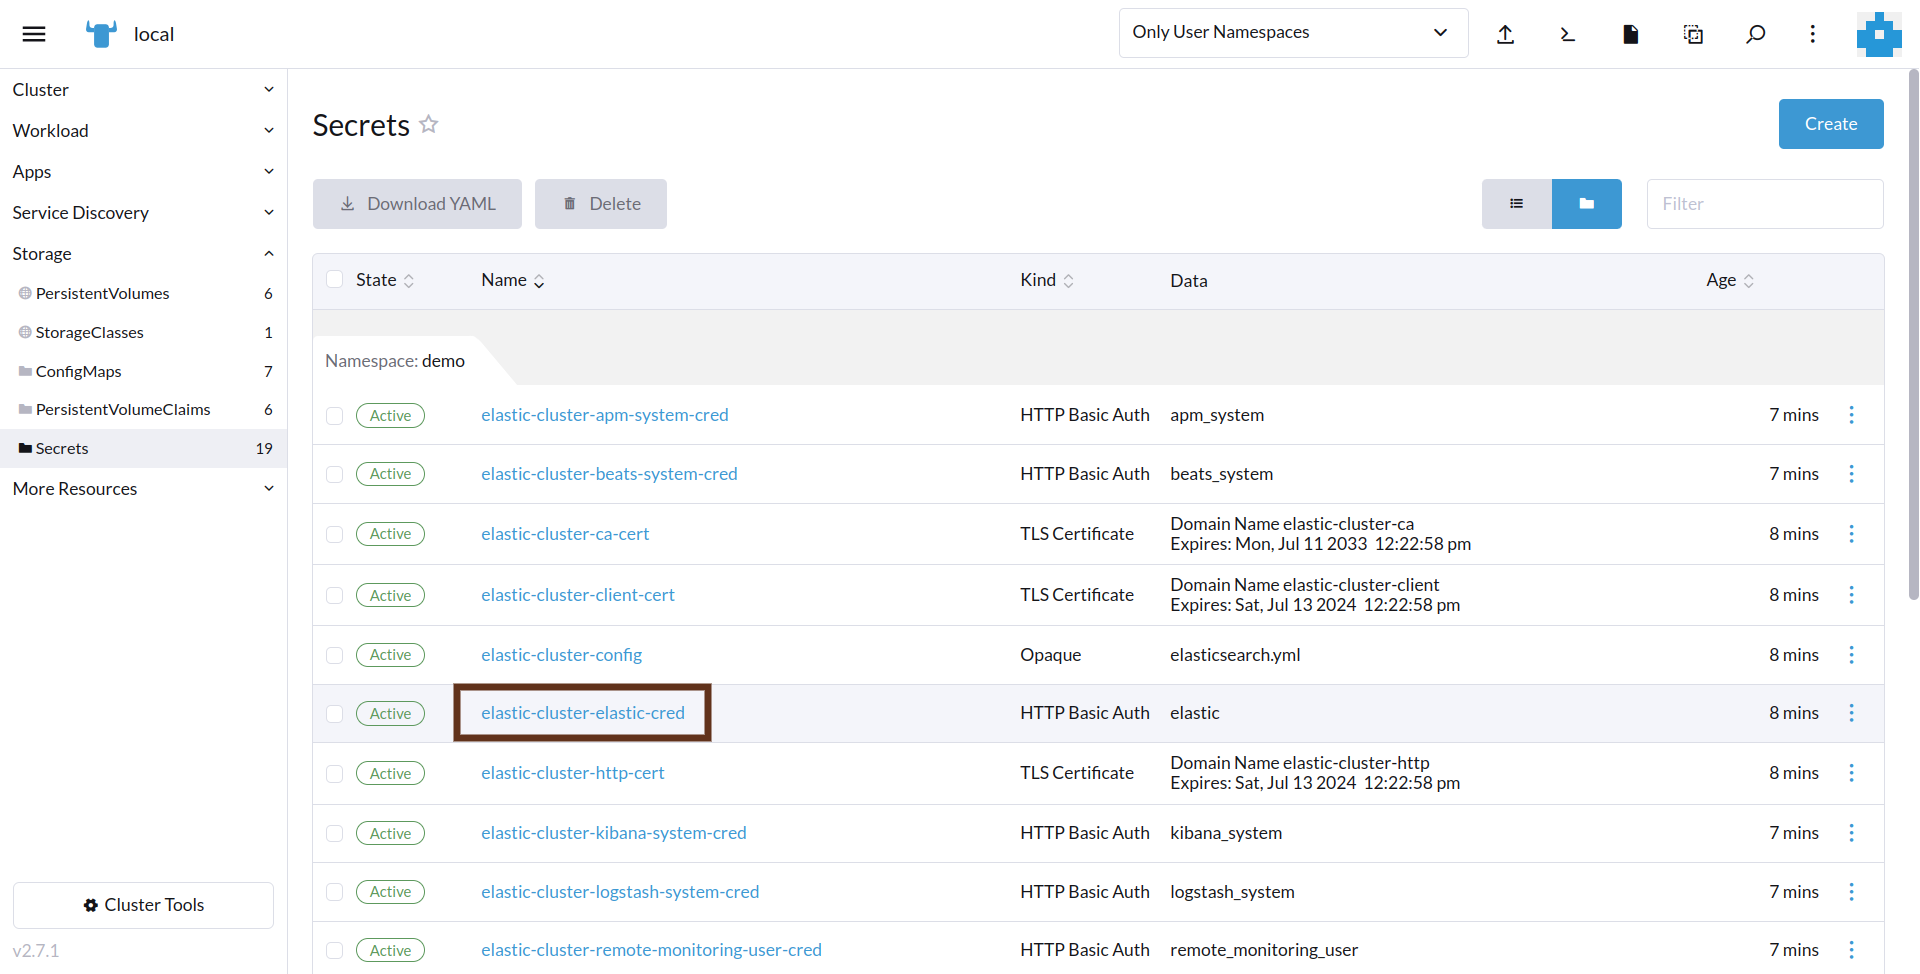 local
Only User Namespaces
Cluster
Workload
Apps
Service Discovery
Storage
PersistentVolumes 6
StorageClasses 1
ConfigMaps 7
PersistentVolumeClaims 6
Secrets 19
More Resources
Cluster Tools
v2.7.1
Secrets
Create
Download YAML Delete Filter
State Name Kind Data Age
Namespace: demo
Active elastic-cluster-apm-system-cred HTTP Basic Auth apm_system 7 mins
Active elastic-cluster-beats-system-cred HTTP Basic Auth beats_system 7 mins
Active elastic-cluster-ca-cert TLS Certificate Domain Name elastic-cluster-ca 8 mins
Expires: Mon, Jul 11 2033 12:22:58 pm
Active elastic-cluster-client-cert TLS Certificate Domain Name elastic-cluster-client 8 mins
Expires: Sat, Jul 13 2024 12:22:58 pm
Active elastic-cluster-config Opaque elasticsearch.yml 8 mins
Active elastic-cluster-elastic-cred HTTP Basic Auth elastic 8 mins
Active elastic-cluster-http-cert TLS Certificate Domain Name elastic-cluster-http 8 mins
Expires: Sat, Jul 13 2024 12:22:58 pm
Active elastic-cluster-kibana-system-cred HTTP Basic Auth kibana_system 7 mins
Active elastic-cluster-logstash-system-cred HTTP Basic Auth logstash_system 7 mins
Active elastic-cluster-remote-monitoring-user-cred HTTP Basic Auth remote_monitoring_user 7 mins